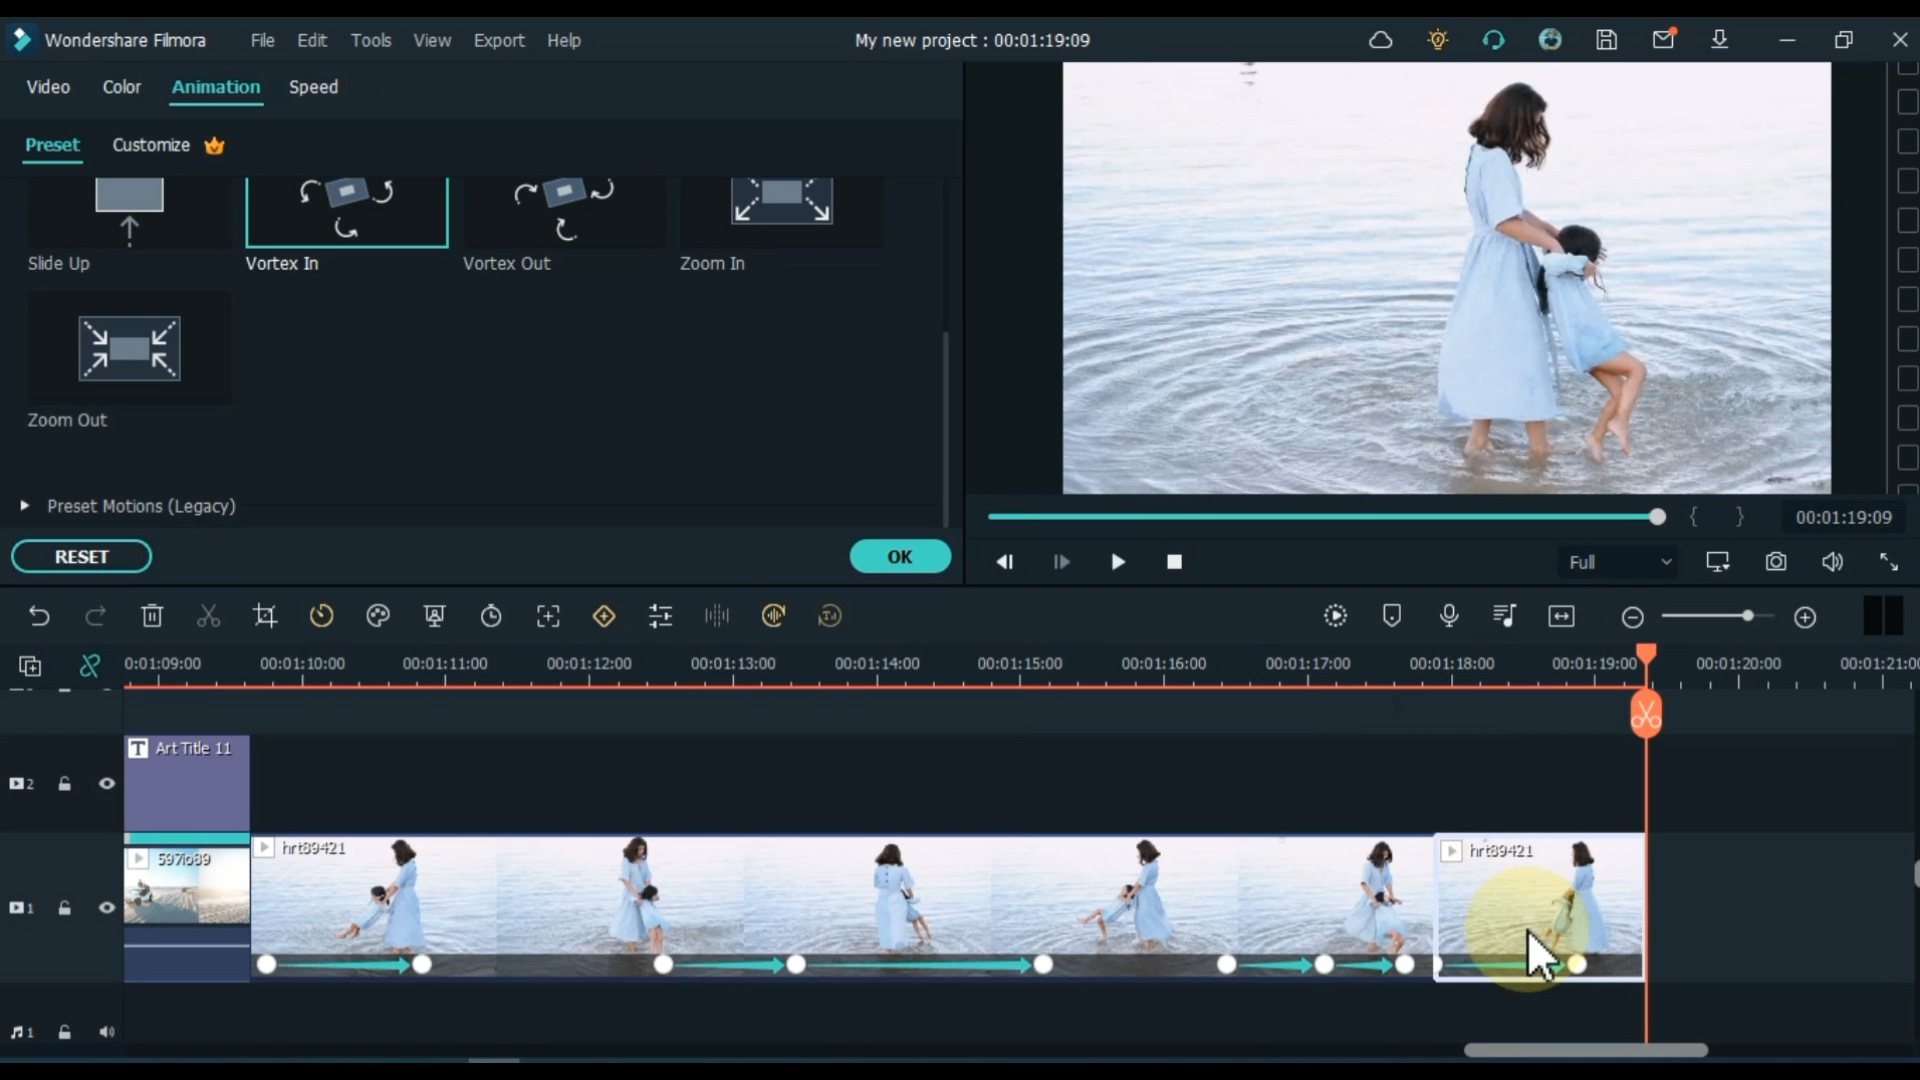 Wondershare Filmora File Edit Tools View Export Help My new project : 00:01:19:09
Video Color Animation Speed
Preset Customize
Slide Up Vortex In Vortex Out Zoom In
Zoom Out
Preset Motions (Legacy)
RESET OK
{ } 00:01:19:09
Full
0:01:09:00 00:01:10:00 00:01:11:00 00:01:12:00 00:01:13:00 00:01:14:00 00:01:15:00 00:01:16:00 00:01:17:00 00:01:18:00 00:01:19:00 00:01:20:00 00:01:21:00
T Art Title 11
2
hrt89421
hrt89421
597io89
1
1